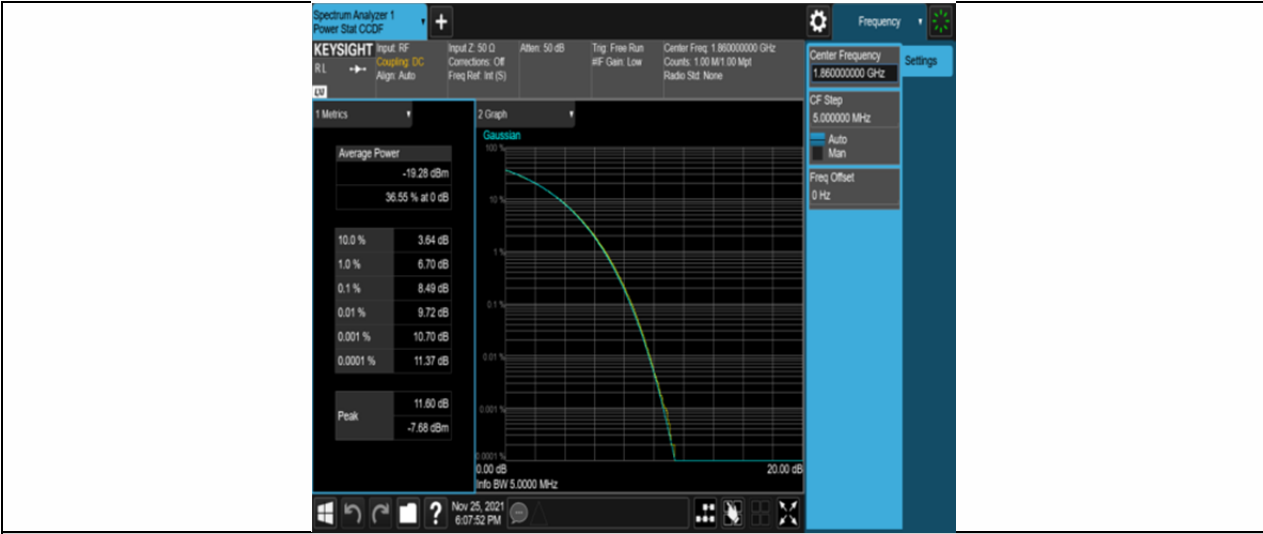 Spectrum Analyzer 1
Power Stat CCDF
Frequency
KEYSIGHT
Input: RF
Coupling: DC
Align: Auto
Input Z: 50 Ω
Corrections: Off
Freq Ref: Int (S)
Atten: 50 dB
Trig: Free Run
#IF Gain: Low
Center Freq: 1.860000000 GHz
Counts: 1.00 M/1.00 Mpt
Radio Std: None
R L
LV
Center Frequency
1.860000000 GHz
Settings
CF Step
5.000000 MHz
Auto
Man
Freq Offset
0 Hz
1 Metrics
Average Power
-19.28 dBm
36.55 % at 0 dB
10.0 % 3.64 dB
1.0 % 6.70 dB
0.1 % 8.49 dB
0.01 % 9.72 dB
0.001 % 10.70 dB
0.0001 % 11.37 dB
Peak
11.60 dB
-7.68 dBm
2 Graph
Gaussian
100 %
10 %
1 %
0.1 %
0.01 %
0.001 %
0.0001 %
0.00 dB 20.00 dB
Info BW 5.0000 MHz
?
Nov 25, 2021
6:07:52 PM